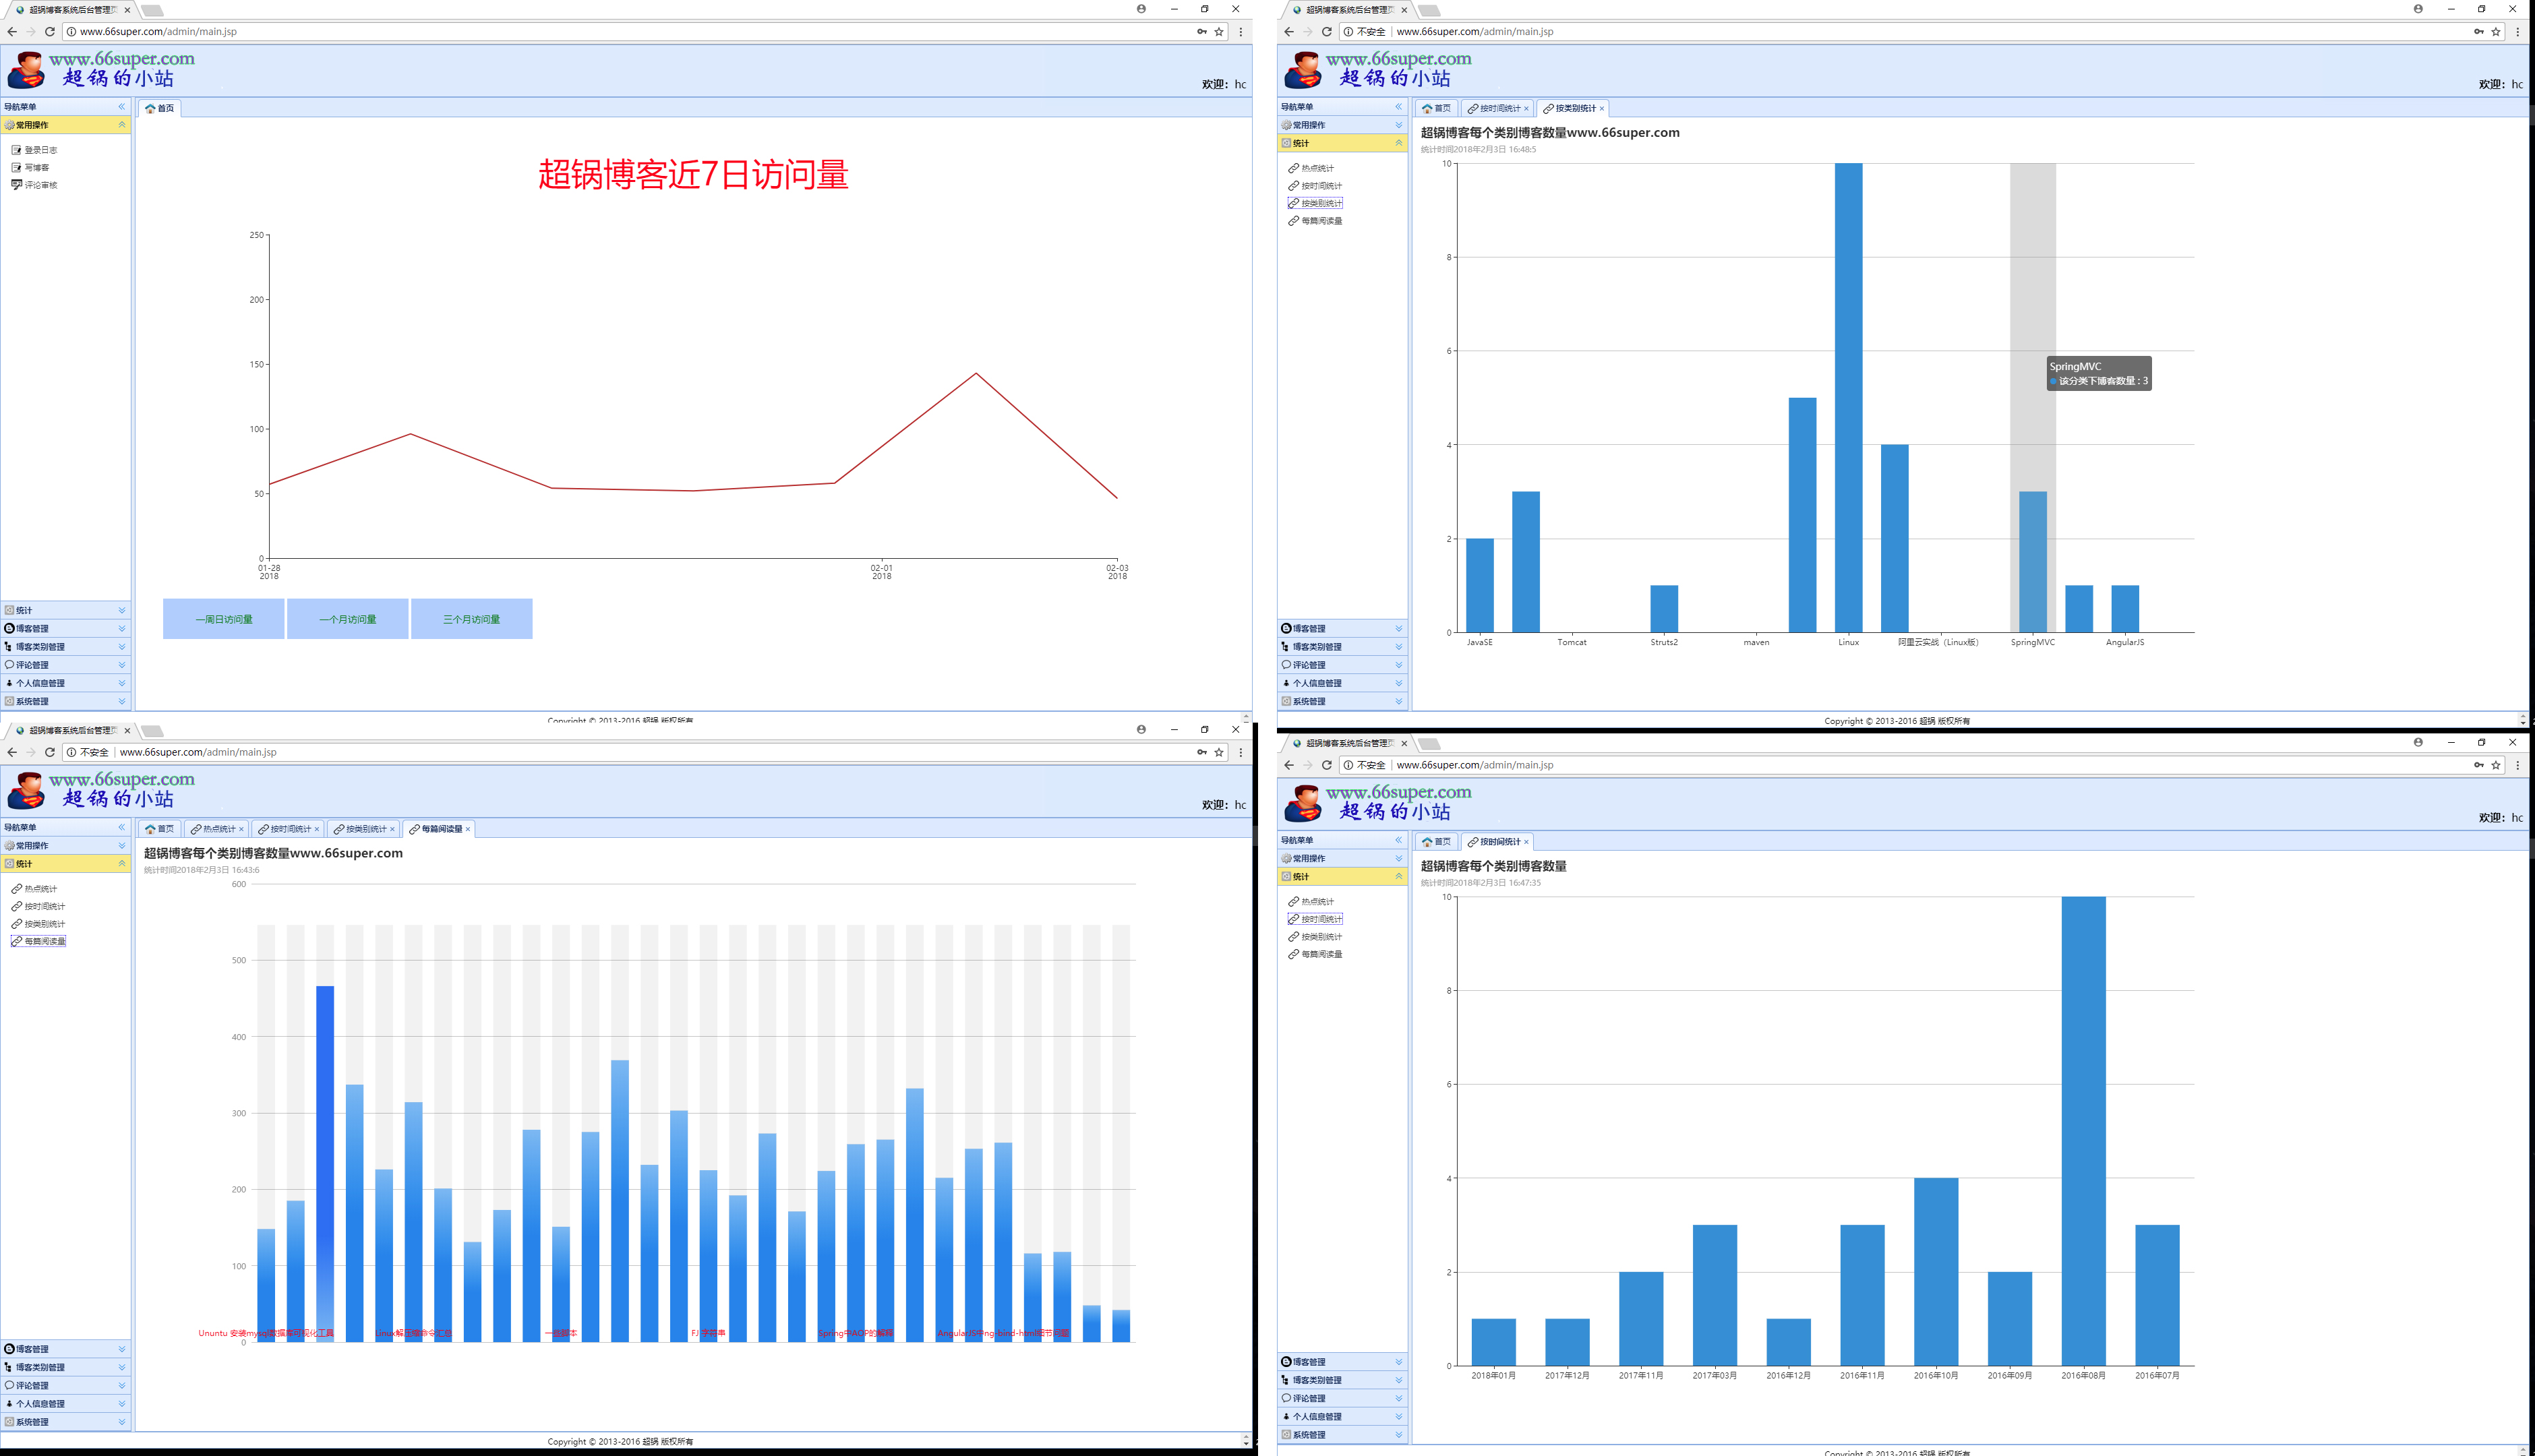 超锅博客系统后台管理页
www.66super.com/admin/main.jsp
www.66super.com
超锅的小站
欢迎：hc
导航菜单
首页
常用操作
登录日志
写博客
评论审核
超锅博客近7日访问量
250
200
150
100
50
0
01-28
2018
02-01
2018
02-03
2018
一周日访问量
一个月访问量
三个月访问量
统计
博客管理
博客类别管理
评论管理
个人信息管理
系统管理
Copyright © 2013-2016 超锅 版权所有
超锅博客系统后台管理页
不安全 | www.66super.com/admin/main.jsp
www.66super.com
超锅的小站
欢迎：hc
导航菜单
首页
按时间统计
按类别统计
常用操作
统计
热点统计
按时间统计
按类别统计
每篇阅读量
超锅博客每个类别博客数量www.66super.com
统计时间2018年2月3日 16:48:5
10
8
6
4
2
0
SpringMVC
该分类下博客数量 : 3
JavaSE
Tomcat
Struts2
maven
Linux
阿里云实战（Linux版）
SpringMVC
AngularJS
博客管理
博客类别管理
评论管理
个人信息管理
系统管理
Copyright © 2013-2016 超锅 版权所有
超锅博客系统后台管理页
不安全 | www.66super.com/admin/main.jsp
www.66super.com
超锅的小站
欢迎：hc
导航菜单
首页
热点统计
按时间统计
按类别统计
每篇阅读量
常用操作
统计
热点统计
按时间统计
按类别统计
每篇阅读量
超锅博客每个类别博客数量www.66super.com
统计时间2018年2月3日 16:43:6
600
500
400
300
200
100
0
Ununtu 安装mysql数据库可视化工具
Linux解压缩命令汇总
一些脚本
FJ 字符串
Spring中AOP的解释
AngularJS中ng-bind-html细节问题
博客管理
博客类别管理
评论管理
个人信息管理
系统管理
Copyright © 2013-2016 超锅 版权所有
超锅博客系统后台管理页
不安全 | www.66super.com/admin/main.jsp
www.66super.com
超锅的小站
欢迎：hc
导航菜单
首页
按时间统计
常用操作
统计
热点统计
按时间统计
按类别统计
每篇阅读量
超锅博客每个类别博客数量
统计时间2018年2月3日 16:47:35
10
8
6
4
2
0
2018年01月
2017年12月
2017年11月
2017年03月
2016年12月
2016年11月
2016年10月
2016年09月
2016年08月
2016年07月
博客管理
博客类别管理
评论管理
个人信息管理
系统管理
Copyright © 2013-2016 超锅 版权所有